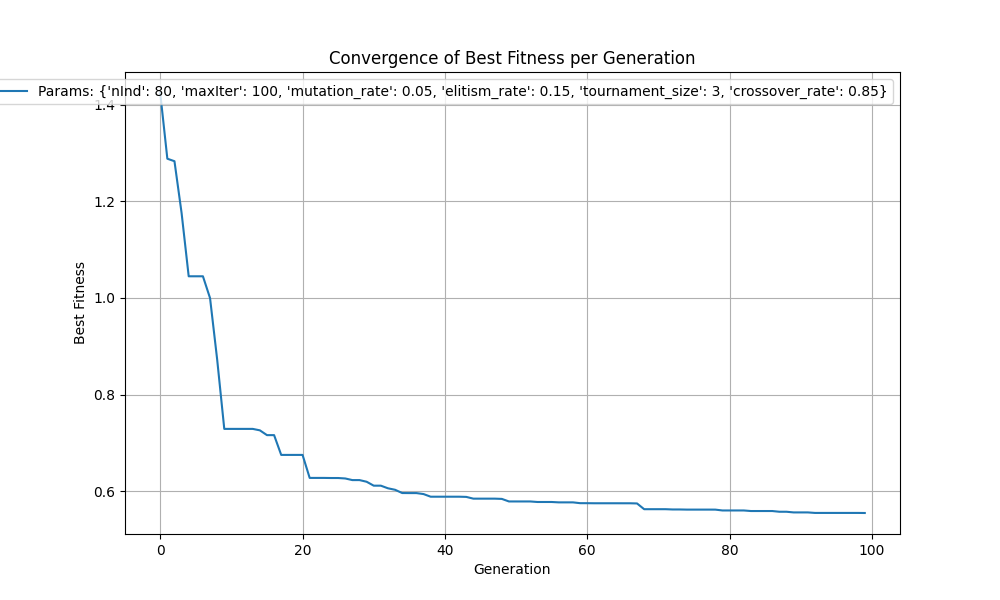 Convergence of Best Fitness per Generation
Params: {'nInd': 80, 'maxIter': 100, 'mutation_rate': 0.05, 'elitism_rate': 0.15, 'tournament_size': 3, 'crossover_rate': 0.85}
1.4
1.2
1.0
0.8
0.6
Best Fitness
0 20 40 60 80 100
Generation